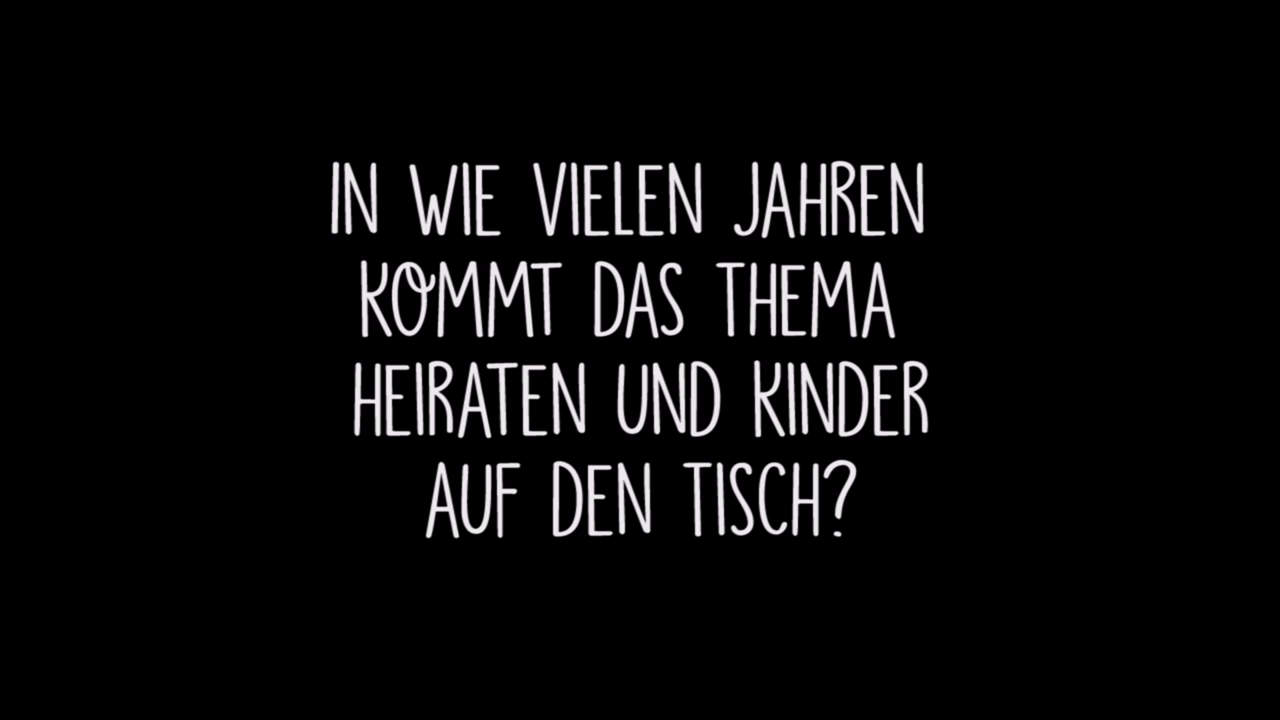 IN WIE VIELEN JAHREN
KOMMT DAS THEMA
HEIRATEN UND KINDER
AUF DEN TISCH?